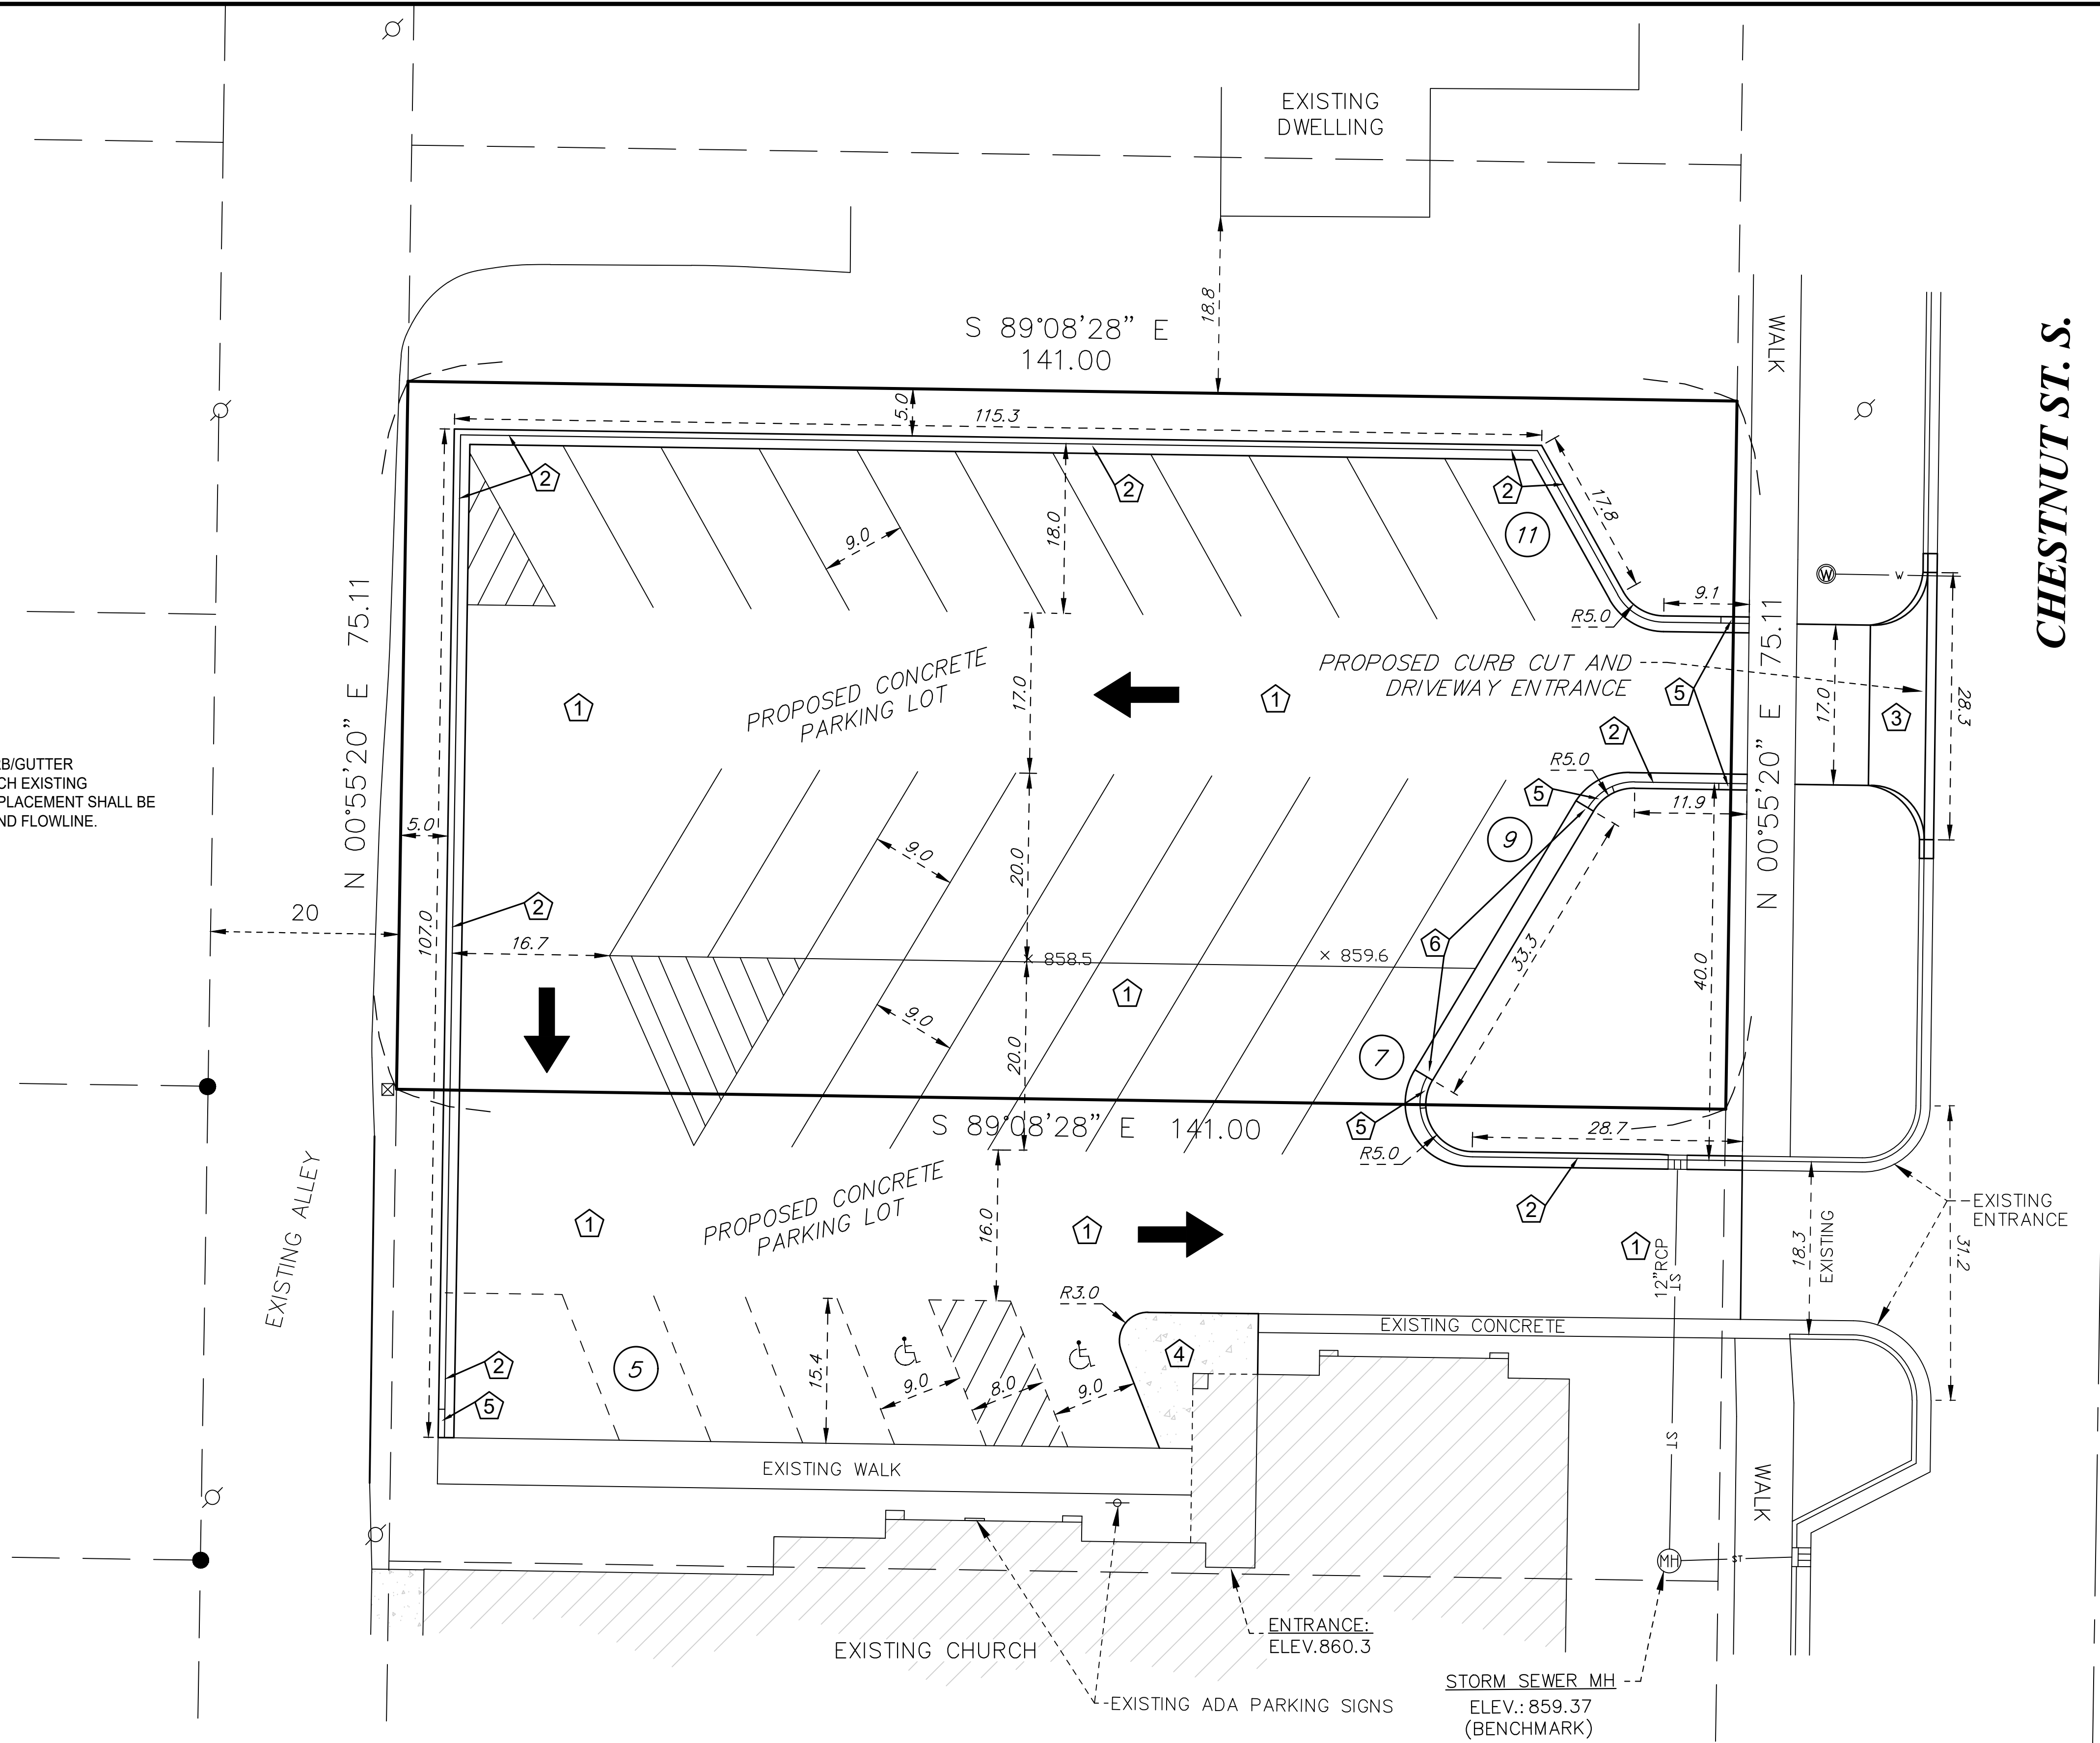 EXISTING
DWELLING
18.8
S 89°08'28" E
141.00
WALK
CHESTNUT ST. S.
5.0
115.3
2
2
2
17.8
11
9.0
18.0
W
W
9.1
R5.0
N 00°55'20" E 75.11
N 00°55'20" E 75.11
PROPOSED CONCRETE
PARKING LOT
17.0
1
1
PROPOSED CURB CUT AND
DRIVEWAY ENTRANCE
5
17.0
3
28.3
2
R5.0
5
11.9
9
RB/GUTTER
CH EXISTING
PLACEMENT SHALL BE
ND FLOWLINE.
5.0
9.0
20.0
20
107.0
2
16.7
6
33.3
40.0
× 858.5
× 859.6
1
9.0
20.0
7
5
S 89°08'28" E 141.00
28.7
R5.0
2
EXISTING ALLEY
PROPOSED CONCRETE
PARKING LOT
1
1
16.0
1
12"RCP
ST
18.3
EXISTING
EXISTING
ENTRANCE
31.2
R3.0
EXISTING CONCRETE
4
2
5
5
15.4
9.0
8.0
9.0
EXISTING WALK
ST
WALK
MH
ST
ENTRANCE:
ELEV.860.3
EXISTING CHURCH
EXISTING ADA PARKING SIGNS
STORM SEWER MH
ELEV.: 859.37
(BENCHMARK)